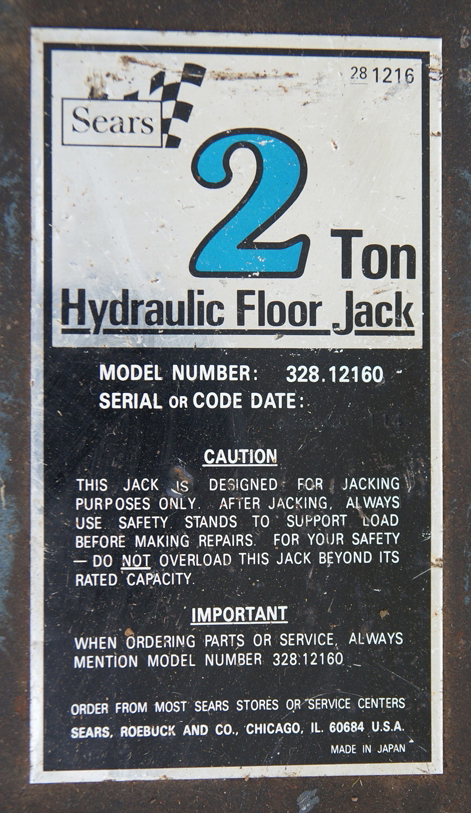 28 1216
Sears
2 Ton
Hydraulic Floor Jack
MODEL NUMBER: 328.12160
SERIAL OR CODE DATE:
CAUTION
THIS JACK IS DESIGNED FOR JACKING
PURPOSES ONLY. AFTER JACKING, ALWAYS
USE SAFETY STANDS TO SUPPORT LOAD
BEFORE MAKING REPAIRS. FOR YOUR SAFETY
— DO NOT OVERLOAD THIS JACK BEYOND ITS
RATED CAPACITY
IMPORTANT
WHEN ORDERING PARTS OR SERVICE, ALWAYS
MENTION MODEL NUMBER 328.12160
ORDER FROM MOST SEARS STORES OR SERVICE CENTERS
SEARS, ROEBUCK AND CO., CHICAGO, IL. 60684 U.S.A.
MADE IN JAPAN